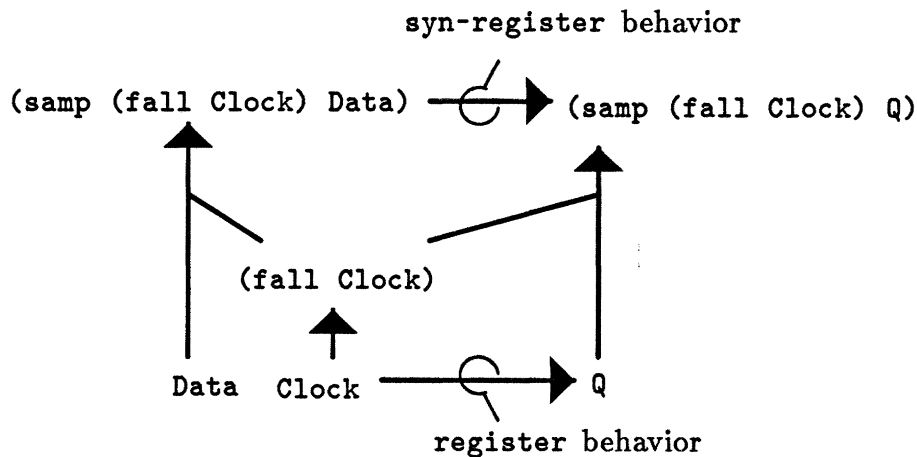 syn-register behavior
(samp (fall Clock) Data)
(samp (fall Clock) Q)
(fall Clock)
Data Clock Q
register behavior